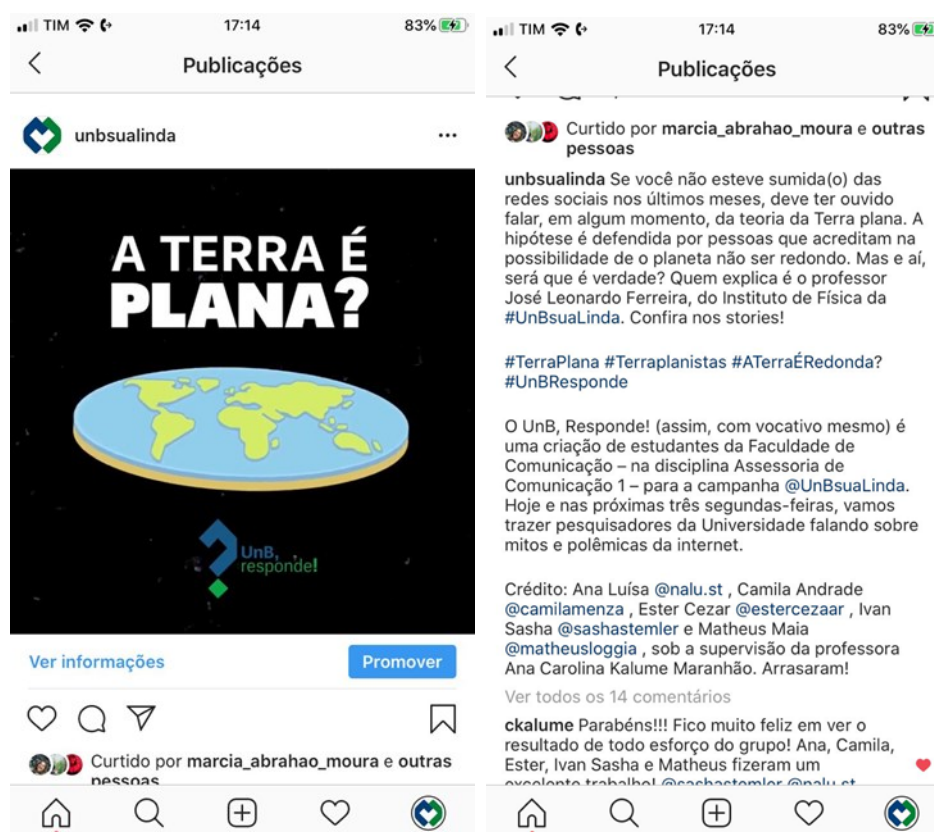 TIM 17:14 83%
Publicações
unbsualinda
A TERRA É
PLANA?
UnB,
responde!
Ver informações
Promover
Curtido por marcia_abrahao_moura e outras
pessoas
TIM 17:14 83%
Publicações
Curtido por marcia_abrahao_moura e outras
pessoas
unbsualinda Se você não esteve sumida(o) das
redes sociais nos últimos meses, deve ter ouvido
falar, em algum momento, da teoria da Terra plana. A
hipótese é defendida por pessoas que acreditam na
possibilidade de o planeta não ser redondo. Mas e aí,
será que é verdade? Quem explica é o professor
José Leonardo Ferreira, do Instituto de Física da
#UnBsuaLinda. Confira nos stories!
#TerraPlana #Terraplanistas #ATerraÉRedonda?
#UnBResponde
O UnB, Responde! (assim, com vocativo mesmo) é
uma criação de estudantes da Faculdade de
Comunicação – na disciplina Assessoria de
Comunicação 1 – para a campanha @UnBsuaLinda.
Hoje e nas próximas três segundas-feiras, vamos
trazer pesquisadores da Universidade falando sobre
mitos e polêmicas da internet.
Crédito: Ana Luísa @nalu.st , Camila Andrade
@camilamenza , Ester Cezar @estercezaar , Ivan
Sasha @sashastemler e Matheus Maia
@matheusloggia , sob a supervisão da professora
Ana Carolina Kalume Maranhão. Arrasaram!
Ver todos os 14 comentários
ckalume Parabéns!!! Fico muito feliz em ver o
resultado de todo esforço do grupo! Ana, Camila,
Ester, Ivan Sasha e Matheus fizeram um
excelente trabalho! @sashastemler @nalu.st